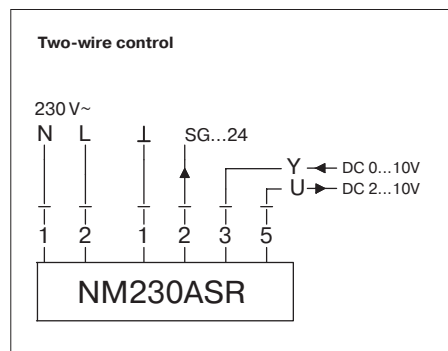 Two-wire control
230 V~
N L ⊥ SG...24
Y DC 0...10V
U DC 2...10V
1 2 1 2 3 5
NM230ASR